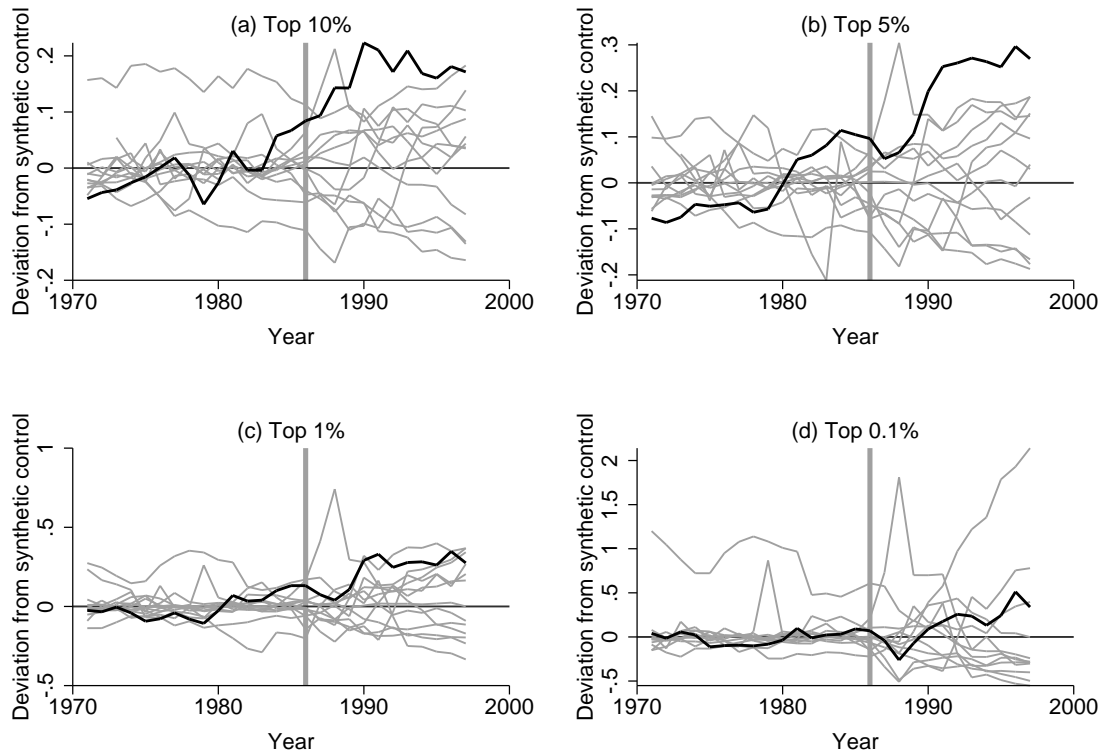 (a) Top 10%
Deviation from synthetic control
.2
.1
0
-.1
-.2
1970 1980 1990 2000
Year
(b) Top 5%
Deviation from synthetic control
.3
.2
.1
0
-.1
-.2
1970 1980 1990 2000
Year
(c) Top 1%
Deviation from synthetic control
1
.5
0
-.5
1970 1980 1990 2000
Year
(d) Top 0.1%
Deviation from synthetic control
2
1.5
1
.5
0
-.5
1970 1980 1990 2000
Year